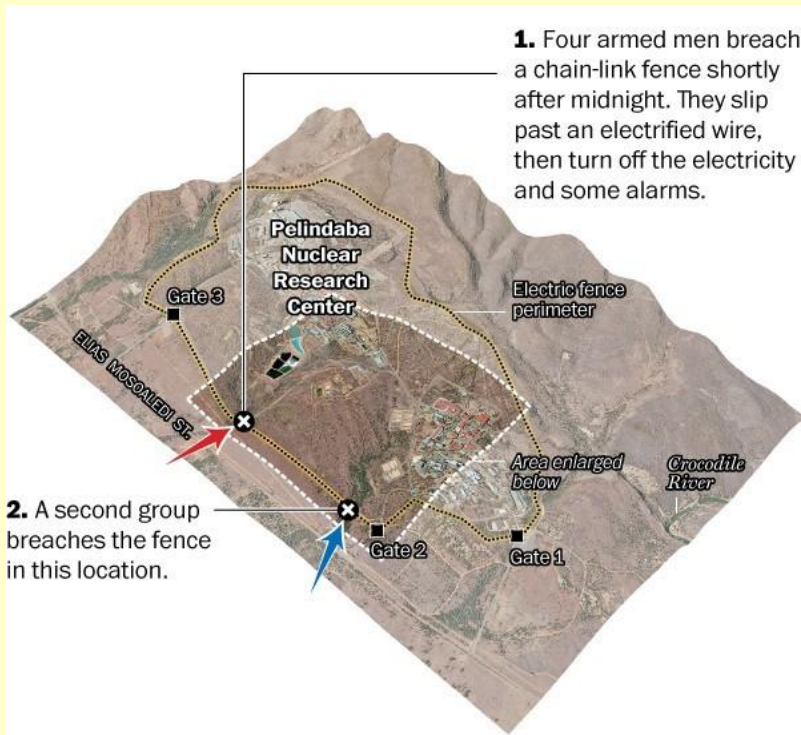 1. Four armed men breach
a chain-link fence shortly
after midnight. They slip
past an electrified wire,
then turn off the electricity
and some alarms.
Pelindaba
Nuclear
Research
Center
Gate 3
Electric fence
perimeter
ELIAS MOSOALEDI ST.
Area enlarged
below
Crocodile
River
2. A second group
breaches the fence
in this location.
Gate 2
Gate 1